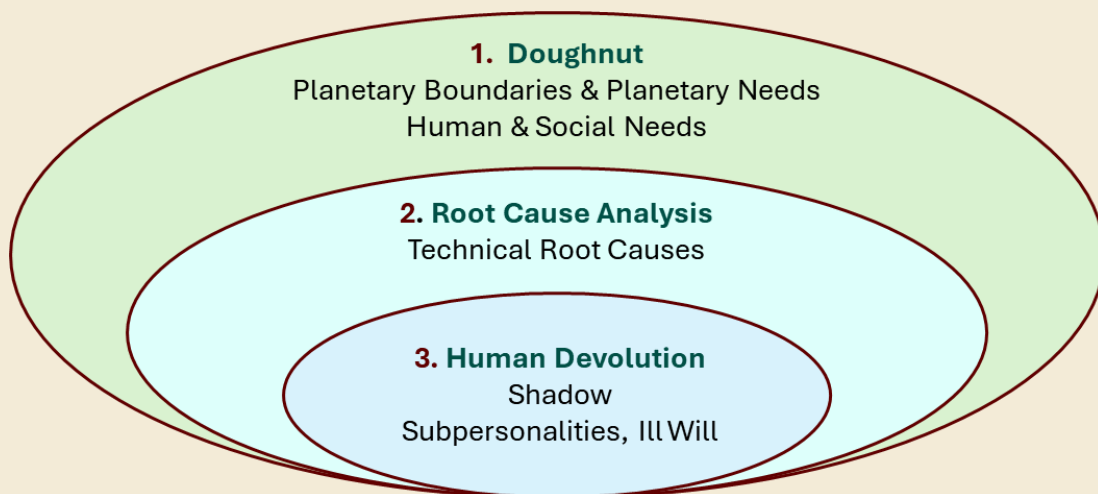 1. Doughnut
Planetary Boundaries & Planetary Needs
Human & Social Needs
2. Root Cause Analysis
Technical Root Causes
3. Human Devolution
Shadow
Subpersonalities, Ill Will